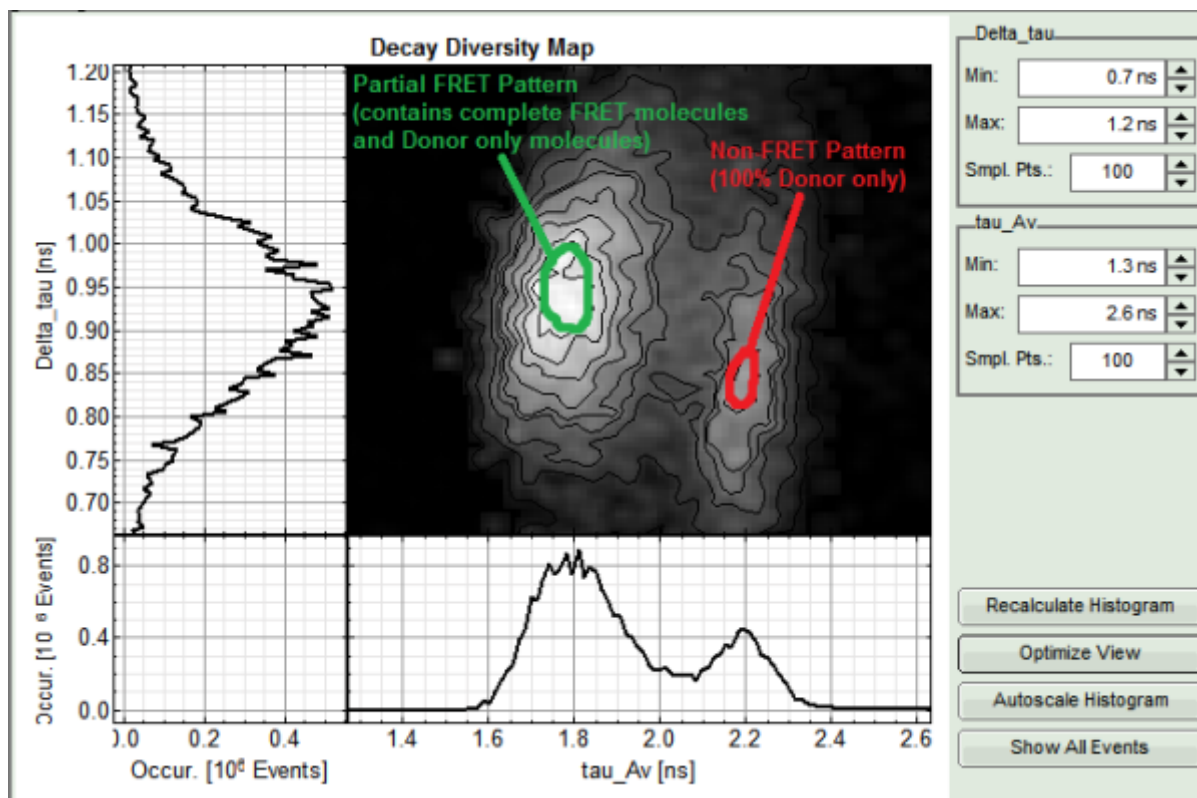 Decay Diversity Map
1.20
1.15
1.10
1.05
1.00
0.95
0.90
0.85
0.80
0.75
0.70
Delta_tau [ns]
Partial FRET Pattern
(contains complete FRET molecules
and Donor only molecules)
Non-FRET Pattern
(100% Donor only)
0.8
0.4
0.0
Occur. [10 6 Events]
0.0 0.2 0.4
Occur. [10⁶ Events]
1.4 1.6 1.8 2.0 2.2 2.4 2.6
tau_Av [ns]
Delta_tau
Min: 0.7 ns
Max: 1.2 ns
Smpl. Pts.: 100
tau_Av
Min: 1.3 ns
Max: 2.6 ns
Smpl. Pts.: 100
Recalculate Histogram
Optimize View
Autoscale Histogram
Show All Events